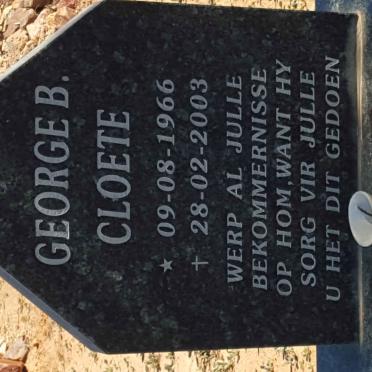 GEORGE B.
CLOETE
★ 09-08-1966
† 28-02-2003
WERP AL JULLE
BEKOMMERNISSE
OP HOM, WANT HY
SORG VIR JULLE
U HET DIT GEDOEN